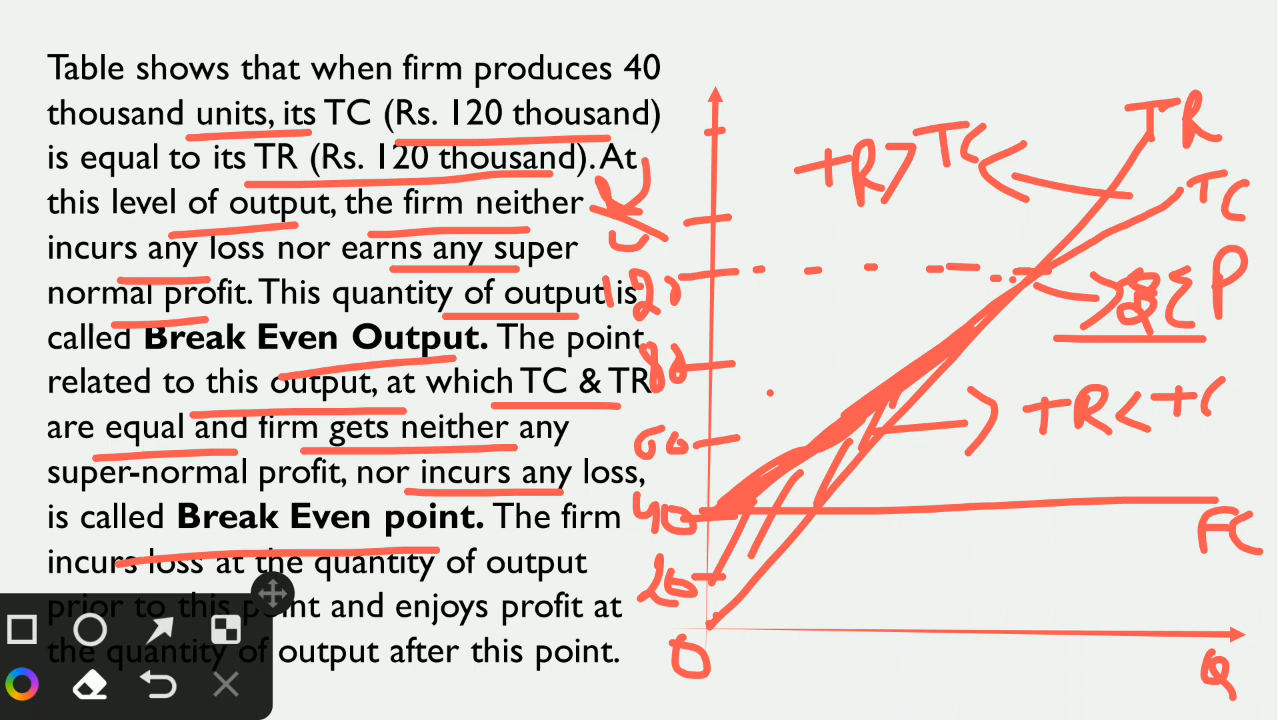 Table shows that when firm produces 40
thousand units, its TC (Rs. 120 thousand)
is equal to its TR (Rs. 120 thousand). At
this level of output, the firm neither
incurs any loss nor earns any super
normal profit. This quantity of output is
called Break Even Output. The point
related to this output, at which TC & TR
are equal and firm gets neither any
super-normal profit, nor incurs any loss,
is called Break Even point. The firm
incurs loss at the quantity of output
prior to this point and enjoys profit at
the quantity of output after this point.
TR
+R>TC
TC
120
P
80
+R<+C
60
40
FC
20
O
Q